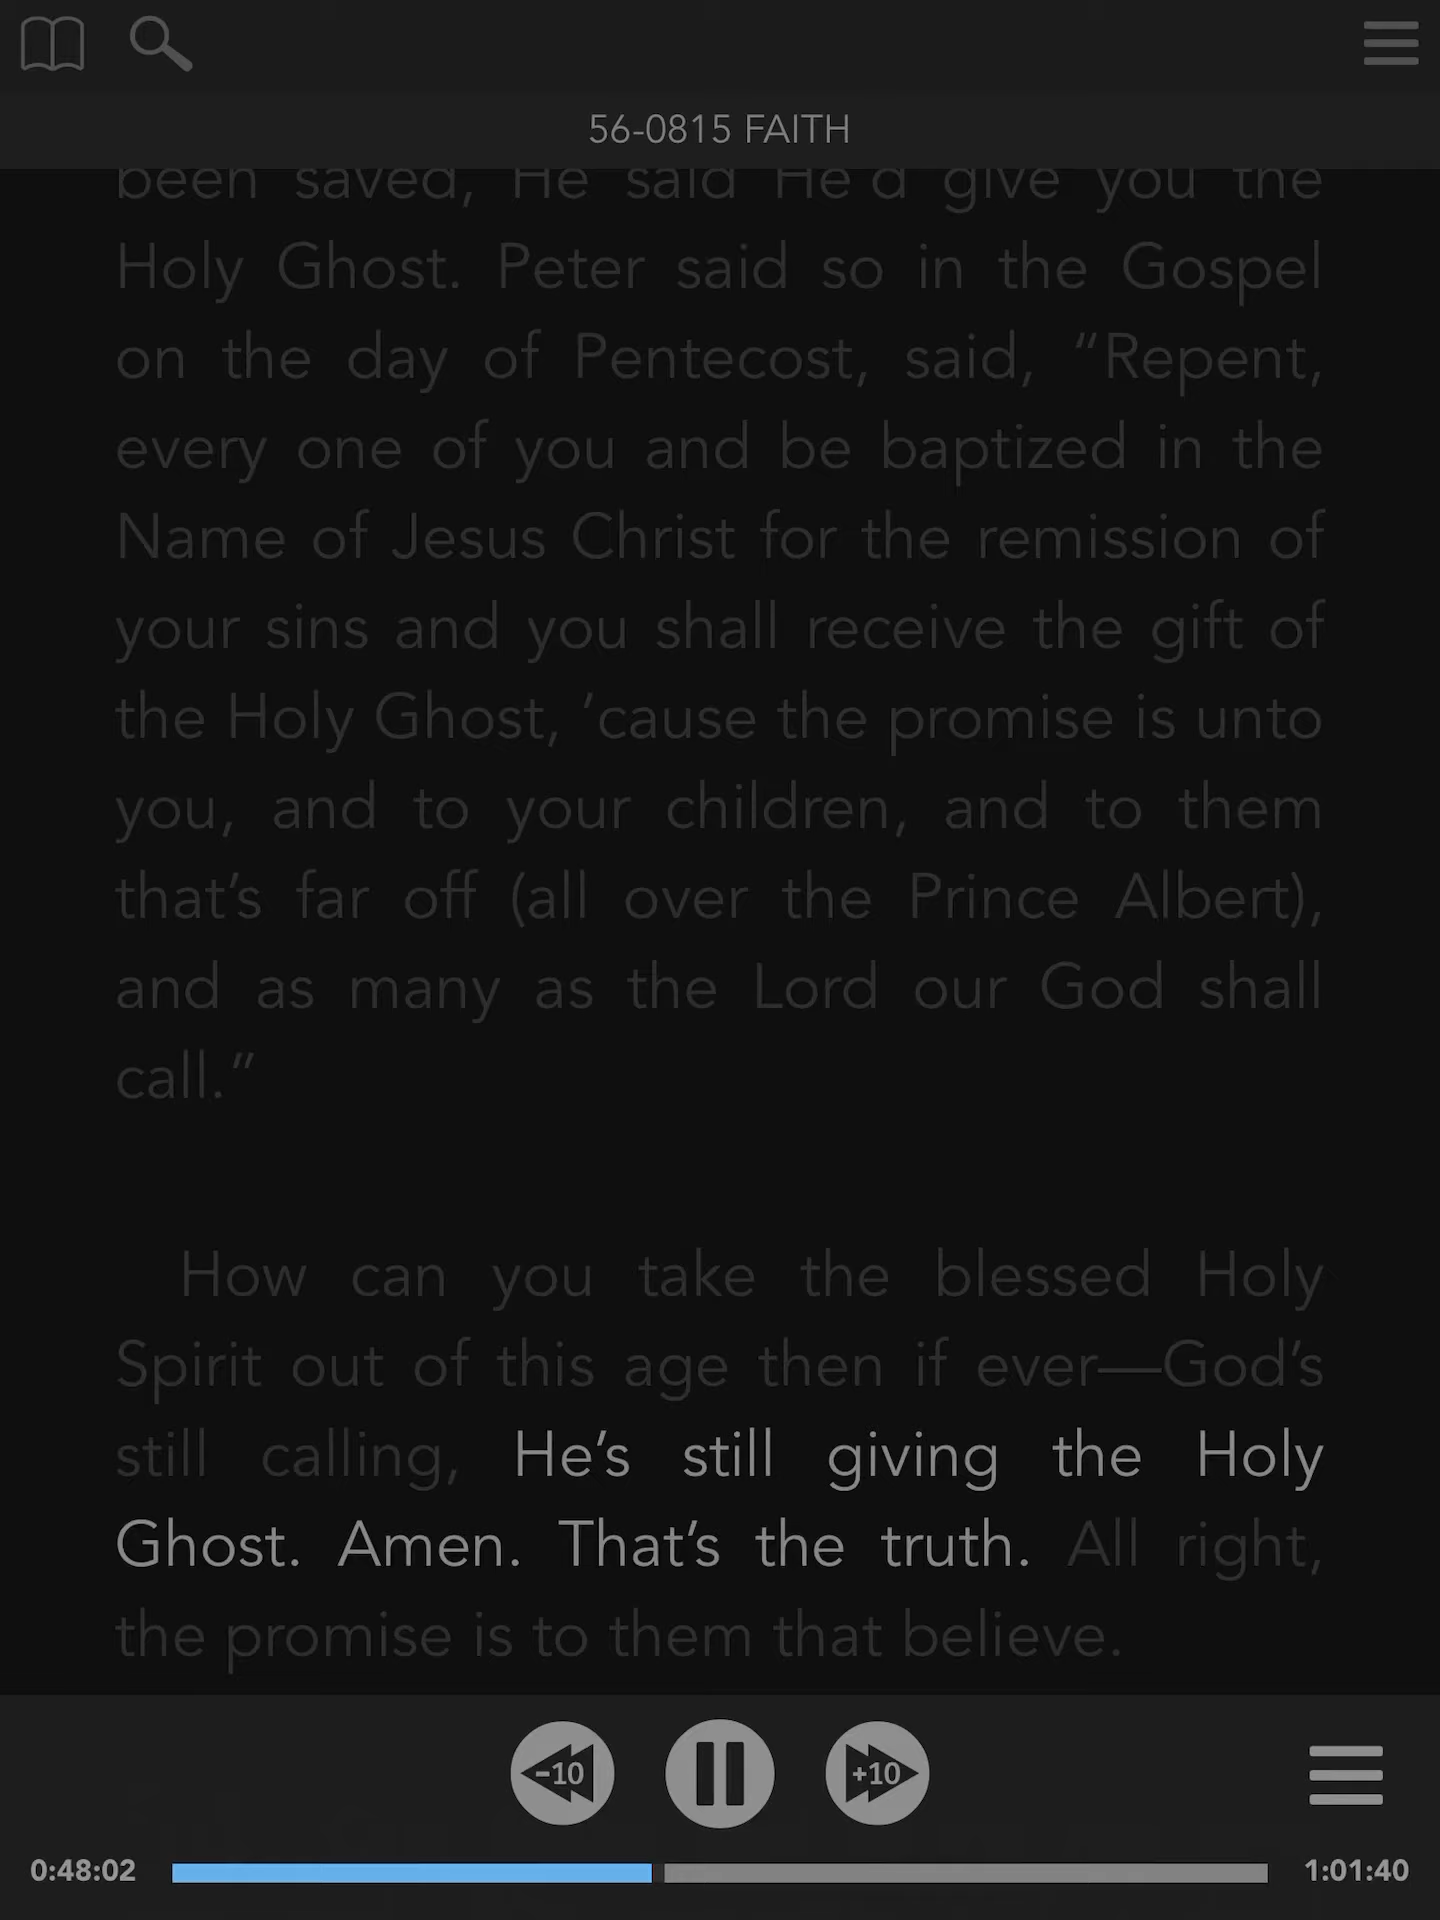 56-0815 FAITH
been saved, He said He'd give you the
Holy Ghost. Peter said so in the Gospel
on the day of Pentecost, said, “Repent,
every one of you and be baptized in the
Name of Jesus Christ for the remission of
your sins and you shall receive the gift of
the Holy Ghost, ’cause the promise is unto
you, and to your children, and to them
that’s far off (all over the Prince Albert),
and as many as the Lord our God shall
call.”
How can you take the blessed Holy
Spirit out of this age then if ever—God’s
still calling, He’s still giving the Holy
Ghost. Amen. That’s the truth. All right,
the promise is to them that believe.
-10 +10
0:48:02 1:01:40